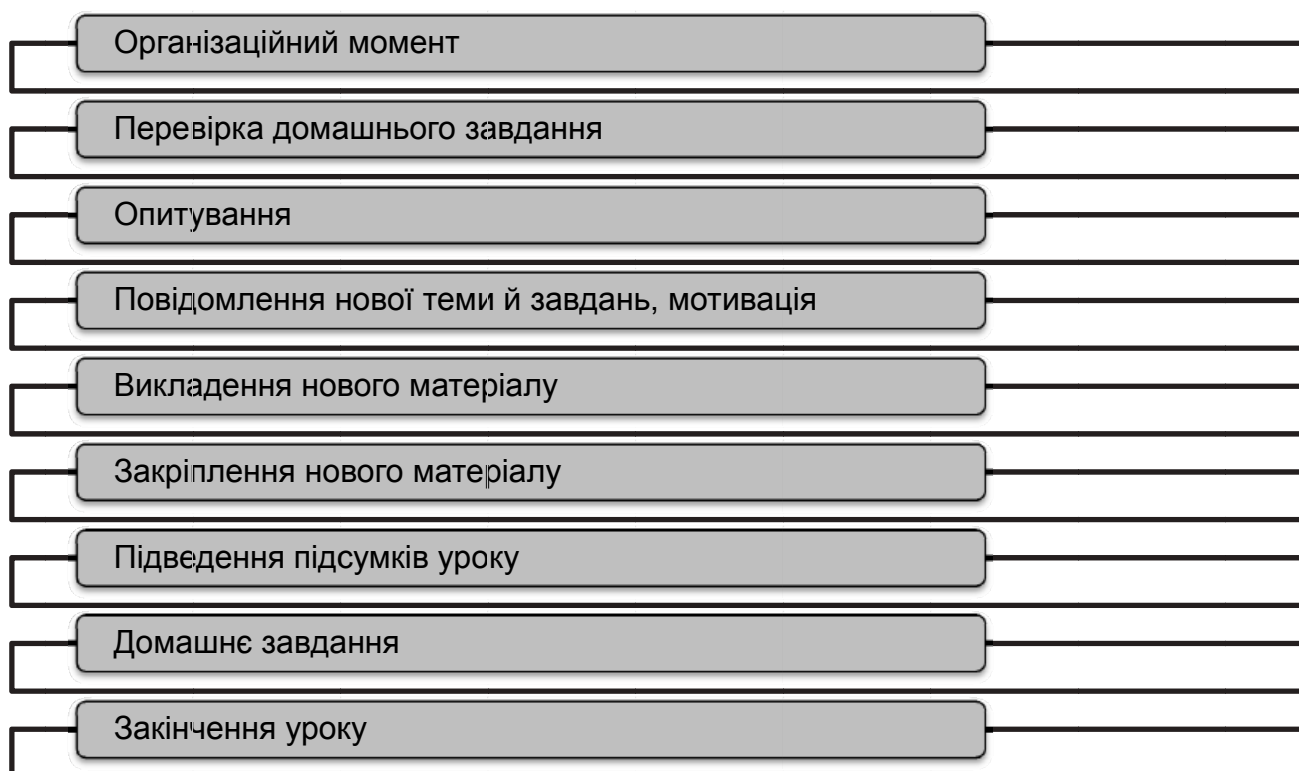 Організаційний момент
Перевірка домашнього завдання
Опитування
Повідомлення нової теми й завдань, мотивація
Викладення нового матеріалу
Закріплення нового матеріалу
Підведення підсумків уроку
Домашнє завдання
Закінчення уроку